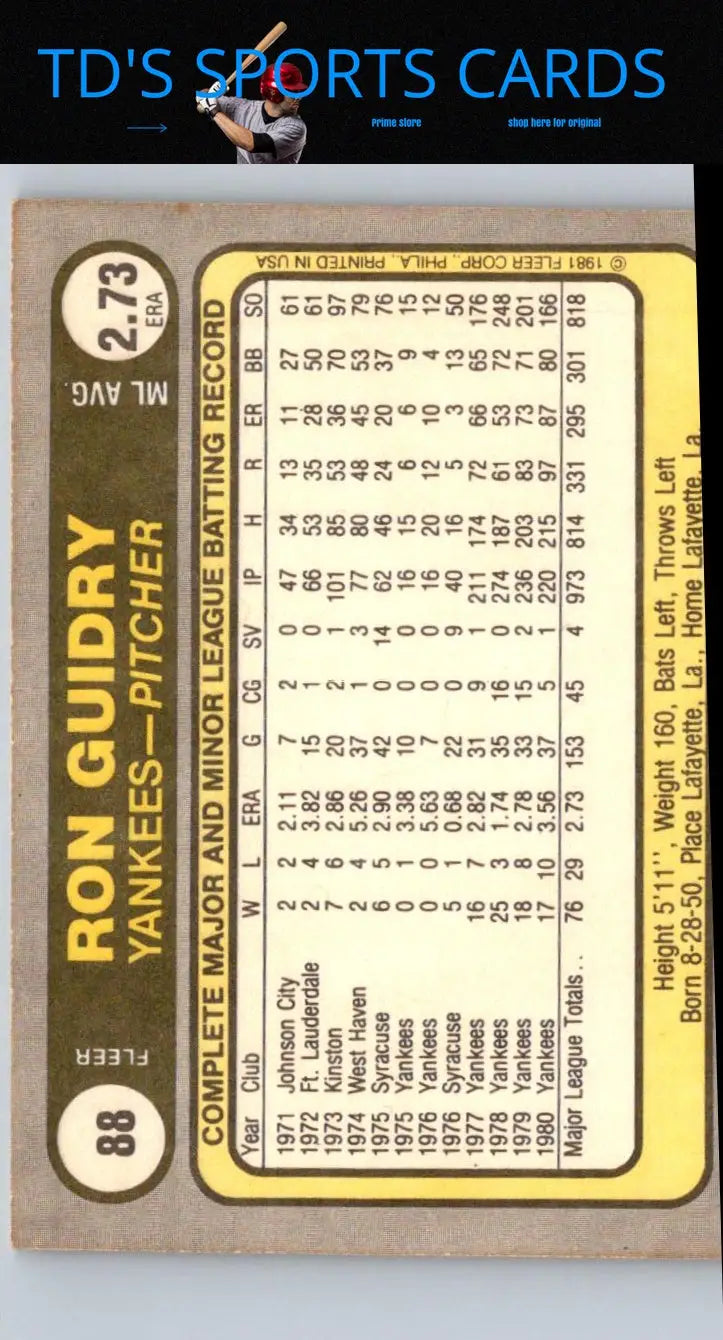 TD'S SPORTS CARDS
Prime store
shop here for original
88
FLEER
RON GUIDRY
YANKEES—PITCHER
ML AVG.
2.73
ERA
COMPLETE MAJOR AND MINOR LEAGUE BATTING RECORD
Year Club W L ERA G CG SV IP H R ER BB SO
1971 Johnson City 2 2 2.11 7 2 0 47 34 13 11 27 61
1972 Ft. Lauderdale 2 4 3.82 15 1 0 66 53 35 28 50 61
1973 Kinston 7 6 2.86 20 2 1 101 85 53 36 70 97
1974 West Haven 2 4 5.26 37 1 3 77 80 48 45 53 79
1975 Syracuse 6 5 2.90 42 0 14 62 46 24 20 37 76
1975 Yankees 0 1 3.38 10 0 0 16 15 6 6 9 15
1976 Yankees 0 0 5.63 7 0 0 16 20 12 10 4 12
1976 Syracuse 5 1 0.68 22 0 9 40 16 5 3 13 50
1977 Yankees 16 7 2.82 31 9 1 211 174 72 66 65 176
1978 Yankees 25 3 1.74 35 16 0 274 187 61 53 72 248
1979 Yankees 18 8 2.78 33 15 2 236 203 83 73 71 201
1980 Yankees 17 10 3.56 37 5 1 220 215 97 87 80 166
Major League Totals.. 76 29 2.73 153 45 4 973 814 331 295 301 818
Height 5'11'', Weight 160, Bats Left, Throws Left
Born 8-28-50, Place Lafayette, La., Home Lafayette, La.
© 1981 FLEER CORP., PHILA., PRINTED IN USA